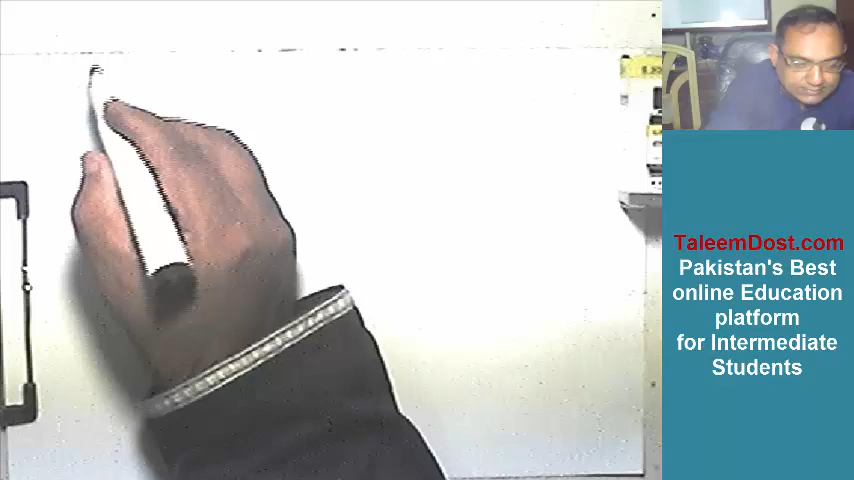 TaleemDost.com
Pakistan's Best
online Education
platform
for Intermediate
Students